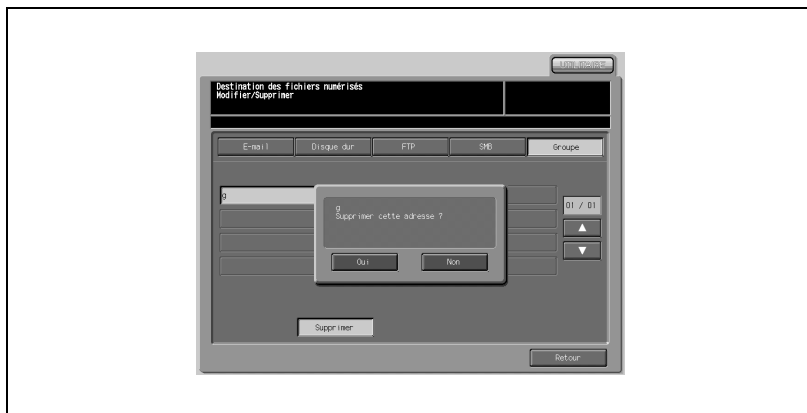 Destination des fichiers numérisés
Modifier/Supprimer
E-mail Disque dur FTP SMB Groupe
g
01 / 01
g
Supprimer cette adresse ?
Oui Non
Supprimer
Retour